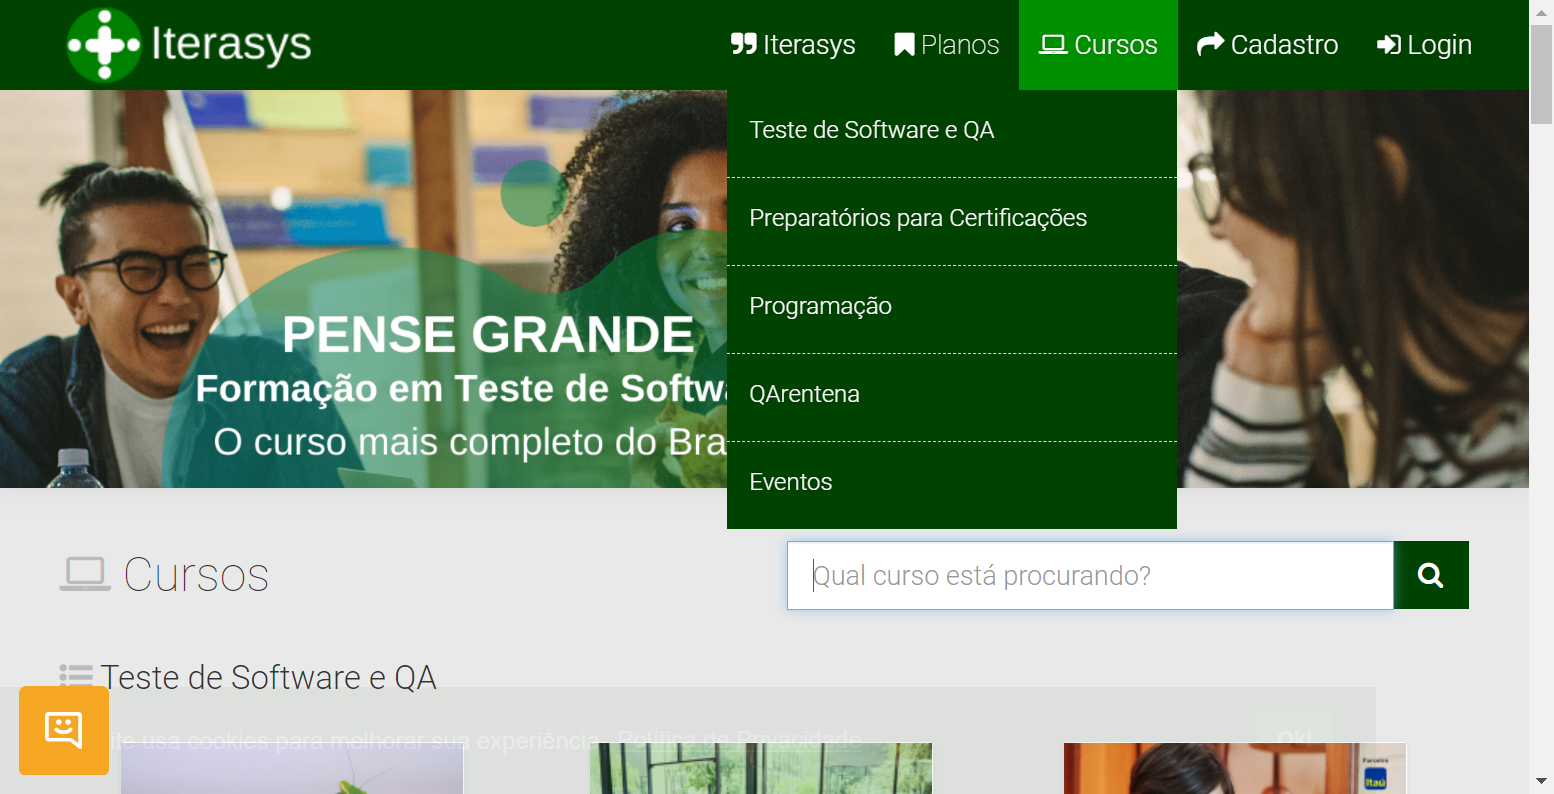 Iterasys
Iterasys
Planos
Cursos
Cadastro
Login
Teste de Software e QA
Preparatórios para Certificações
Programação
QArentena
Eventos
PENSE GRANDE
Formação em Teste de Softw
O curso mais completo do Bra
Cursos
Qual curso está procurando?
Teste de Software e QA
ite usa cookies para melhorar sua experiência. Política de Privacidade
Ok!
Parceiro
Itaú